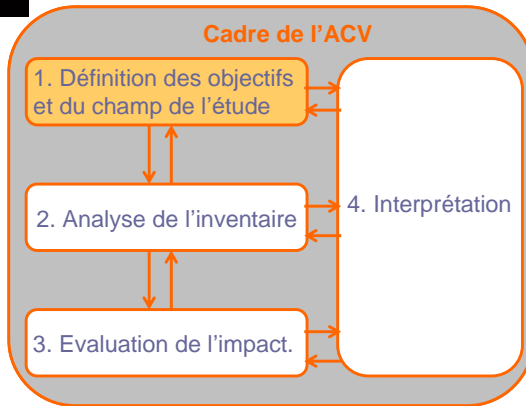 Cadre de l’ACV
1. Définition des objectifs
et du champ de l’étude
2. Analyse de l’inventaire
4. Interprétation
3. Evaluation de l’impact.